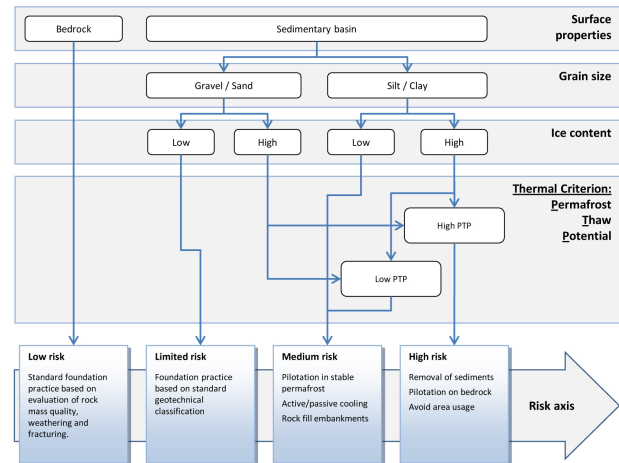 Bedrock
Sedimentary basin
Surface
properties
Gravel / Sand
Silt / Clay
Grain size
Low
High
Low
High
Ice content
Thermal Criterion:
Permafrost
Thaw
Potential
High PTP
Low PTP
Low risk
Standard foundation
practice based on
evaluation of rock
mass quality,
weathering and
fracturing.
Limited risk
Foundation practice
based on standard
geotechnical
classification
Medium risk
Pilotation in stable
permafrost
Active/passive cooling
Rock fill embankments
High risk
Removal of sediments
Pilotation on bedrock
Avoid area usage
Risk axis